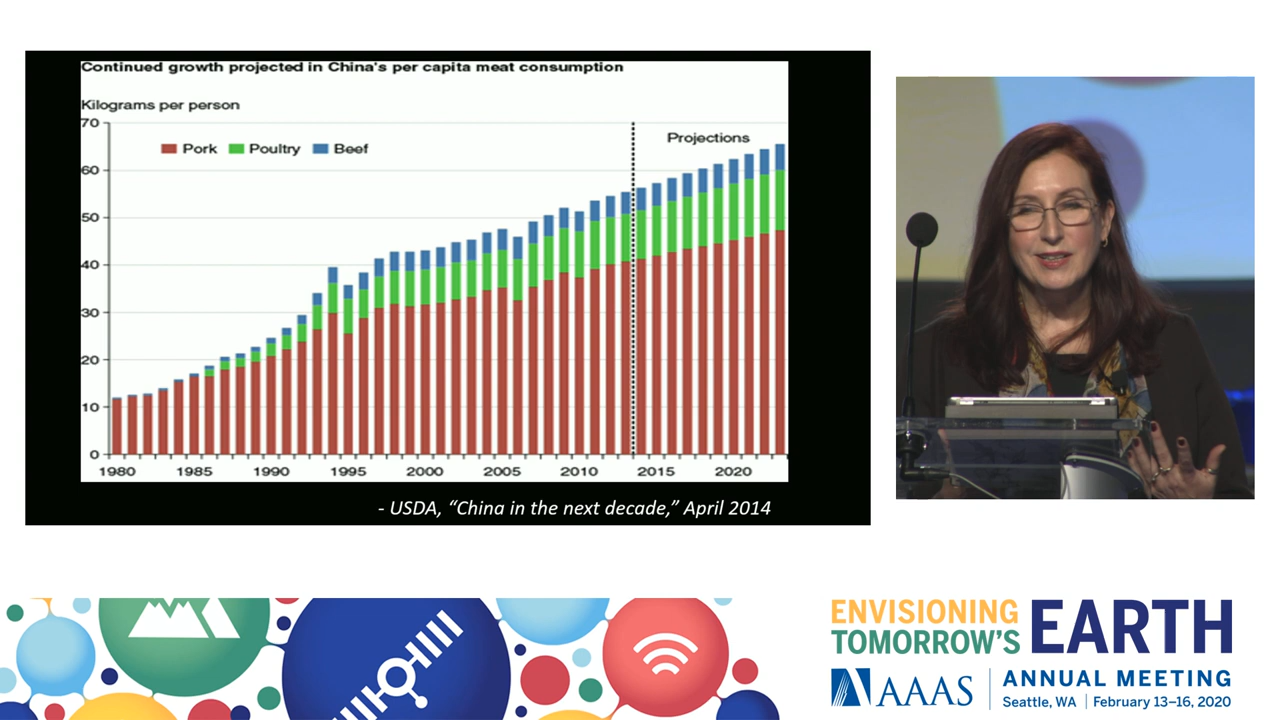 Continued growth projected in China's per capita meat consumption
Kilograms per person
70
Pork Poultry Beef
Projections
60
50
40
30
20
10
0
1980 1985 1990 1995 2000 2005 2010 2015 2020
- USDA, “China in the next decade,” April 2014
ENVISIONING
TOMORROW'S
EARTH
AAAS
ANNUAL MEETING
Seattle, WA | February 13–16, 2020